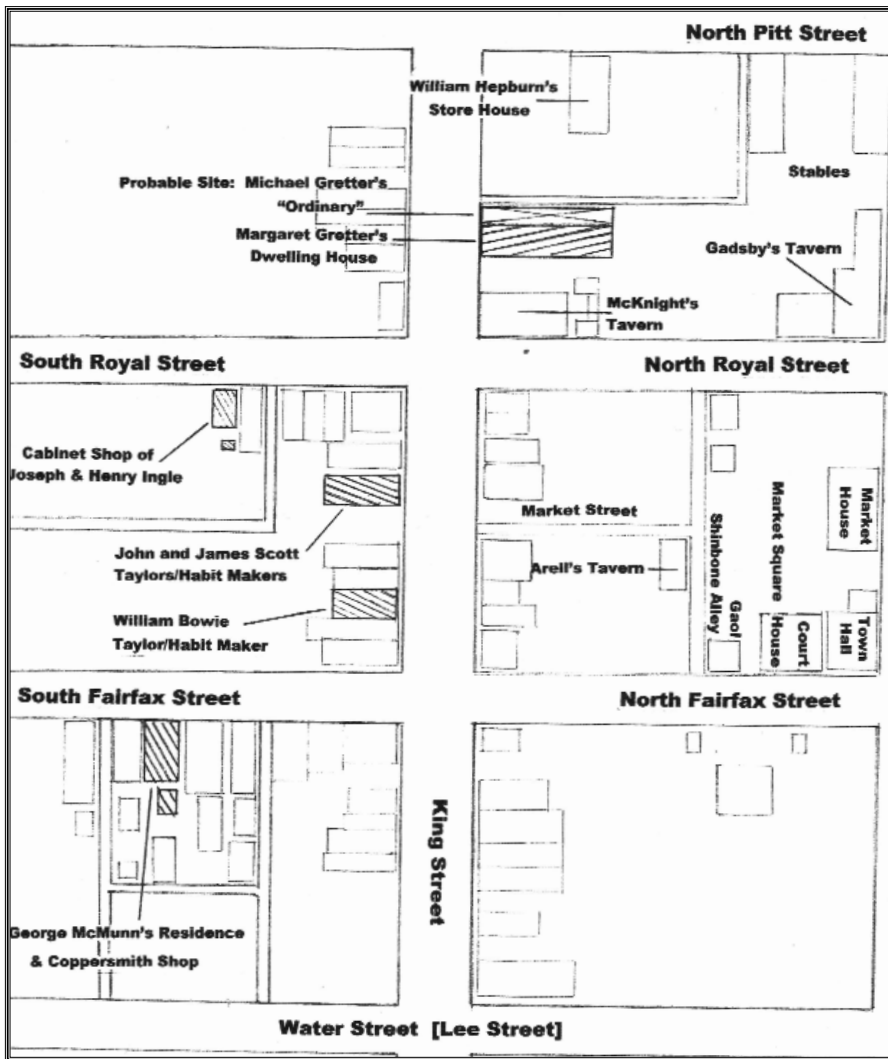 North Pitt Street
William Hepburn's
Store House
Stables
Probable Site: Michael Gretter's
"Ordinary"
Margaret Gretter's
Dwelling House
Gadsby's Tavern
McKnight's
Tavern
South Royal Street
North Royal Street
Cabinet Shop of
Joseph & Henry Ingle
Market
House
Market Street
Market Square
Shinbone Alley
John and James Scott
Taylors/Habit Makers
Arell's Tavern
William Bowie
Taylor/Habit Maker
Gaol
Court
House
Town
Hall
South Fairfax Street
North Fairfax Street
King Street
George McMunn's Residence
& Coppersmith Shop
Water Street [Lee Street]